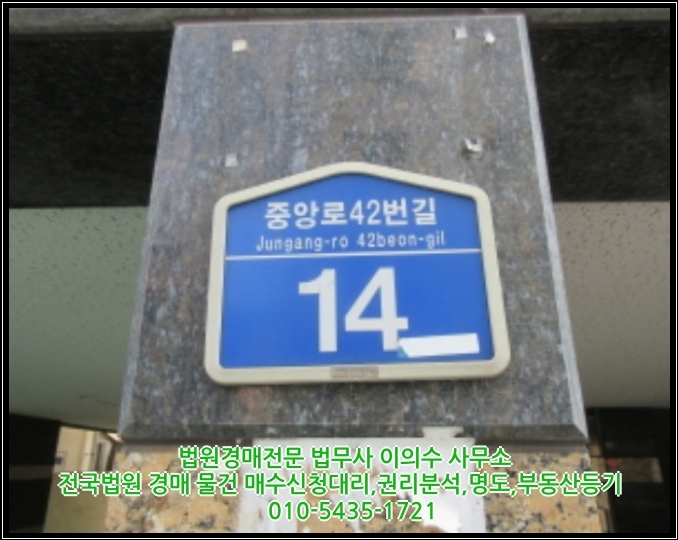 중앙로42번길
Jungang-ro 42beon-gil
14
법원경매전문 법무사 이의수 사무소
전국법원 경매 물건 매수신청대리,권리분석,명도,부동산등기
010-5435-1721